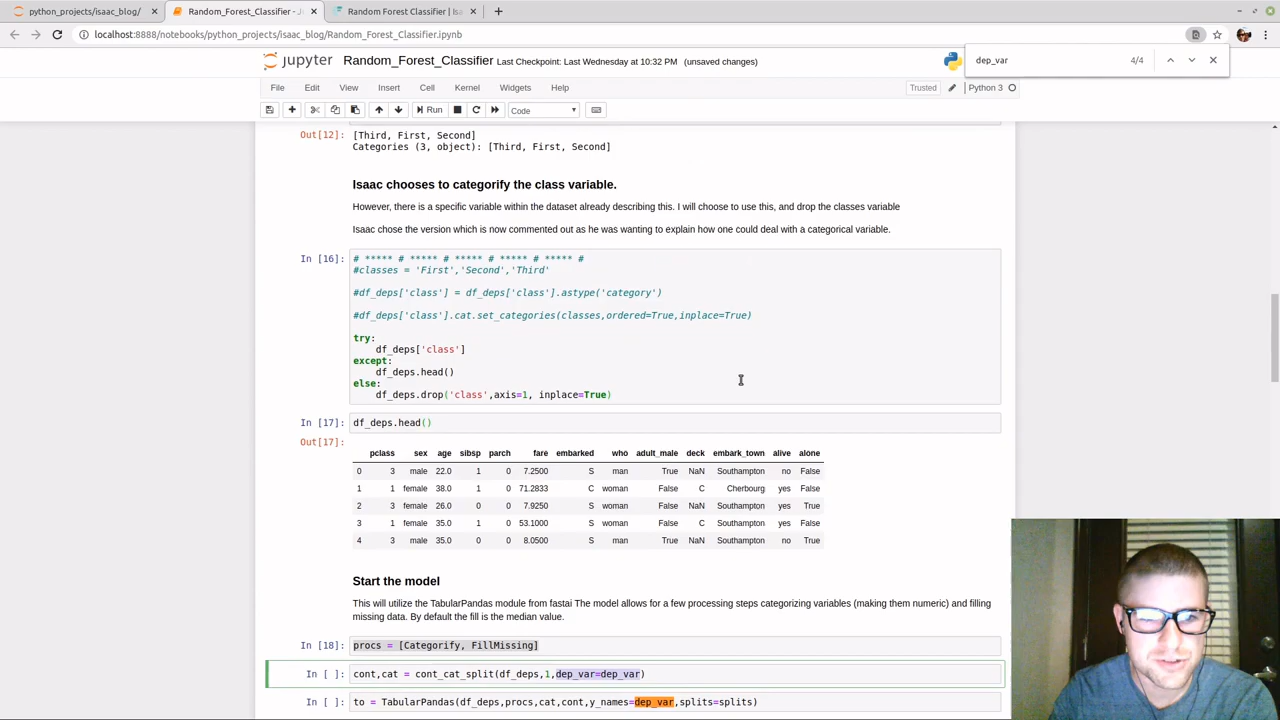 python_projects/isaac_blog/
Random_Forest_Classifier - J
Random Forest Classifier | Isa
localhost:8888/notebooks/python_projects/isaac_blog/Random_Forest_Classifier.ipynb
dep_var 4/4
jupyter Random_Forest_Classifier Last Checkpoint: Last Wednesday at 10:32 PM (unsaved changes)
File Edit View Insert Cell Kernel Widgets Help
Trusted Python 3
Run Code
Out[12]: [Third, First, Second]
Categories (3, object): [Third, First, Second]
Isaac chooses to categorify the class variable.
However, there is a specific variable within the dataset already describing this. I will choose to use this, and drop the classes variable
Isaac chose the version which is now commented out as he was wanting to explain how one could deal with a categorical variable.
In [16]: # ***** # ***** # ***** # ***** # ***** #
#classes = 'First','Second','Third'
#df_deps['class'] = df_deps['class'].astype('category')
#df_deps['class'].cat.set_categories(classes,ordered=True,inplace=True)
try:
df_deps['class']
except:
df_deps.head()
else:
df_deps.drop('class',axis=1, inplace=True)
In [17]: df_deps.head()
Out[17]:
pclass sex age sibsp parch fare embarked who adult_male deck embark_town alive alone
0 3 male 22.0 1 0 7.2500 S man True NaN Southampton no False
1 1 female 38.0 1 0 71.2833 C woman False C Cherbourg yes False
2 3 female 26.0 0 0 7.9250 S woman False NaN Southampton yes True
3 1 female 35.0 1 0 53.1000 S woman False C Southampton yes False
4 3 male 35.0 0 0 8.0500 S man True NaN Southampton no True
Start the model
This will utilize the TabularPandas module from fastai The model allows for a few processing steps categorizing variables (making them numeric) and filling
missing data. By default the fill is the median value.
In [18]: procs = [Categorify, FillMissing]
In [ ]: cont,cat = cont_cat_split(df_deps,1,dep_var=dep_var)
In [ ]: to = TabularPandas(df_deps,procs,cat,cont,y_names=dep_var,splits=splits)